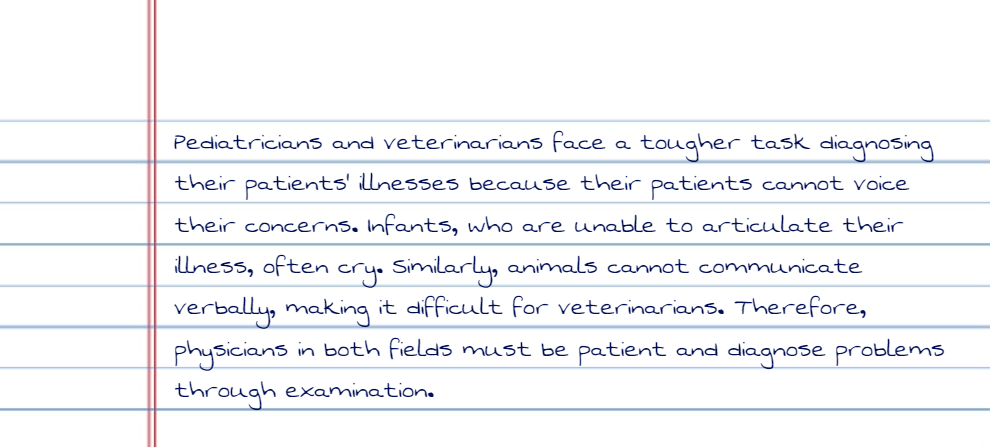 Pediatricians and veterinarians face a tougher task diagnosing
their patients' illnesses because their patients cannot voice
their concerns. Infants, who are unable to articulate their
illness, often cry. Similarly, animals cannot communicate
verbally, making it difficult for veterinarians. Therefore,
physicians in both fields must be patient and diagnose problems
through examination.